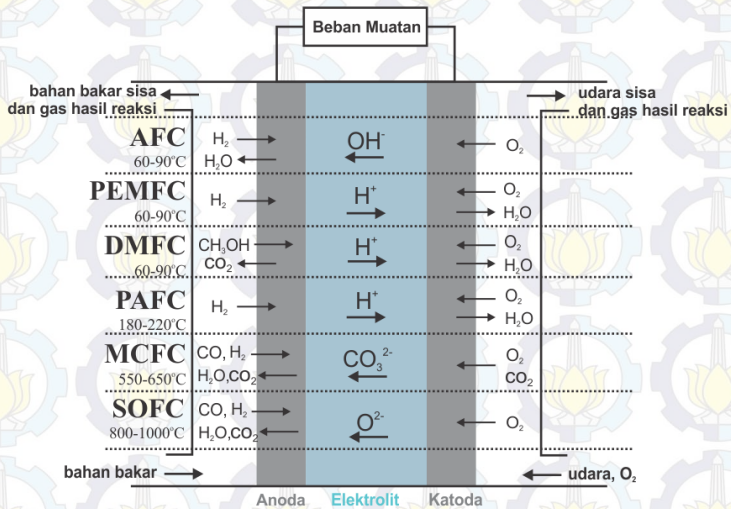 Beban Muatan
bahan bakar sisa
dan gas hasil reaksi
udara sisa
dan gas hasil reaksi
AFC
60-90°C
H₂
H₂O
OH⁻
O₂
PEMFC
60-90°C
H₂
H⁺
O₂
H₂O
DMFC
60-90°C
CH₃OH
CO₂
H⁺
O₂
H₂O
PAFC
180-220°C
H₂
H⁺
O₂
H₂O
MCFC
550-650°C
CO, H₂
H₂O,CO₂
CO₃²⁻
O₂
CO₂
SOFC
800-1000°C
CO, H₂
H₂O,CO₂
O²⁻
O₂
bahan bakar
udara, O₂
Anoda
Elektrolit
Katoda